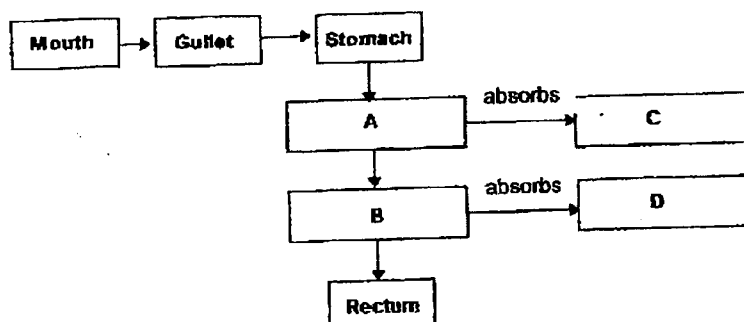 Mouth
Gullet
Stomach
A
absorbs
C
B
absorbs
D
Rectum